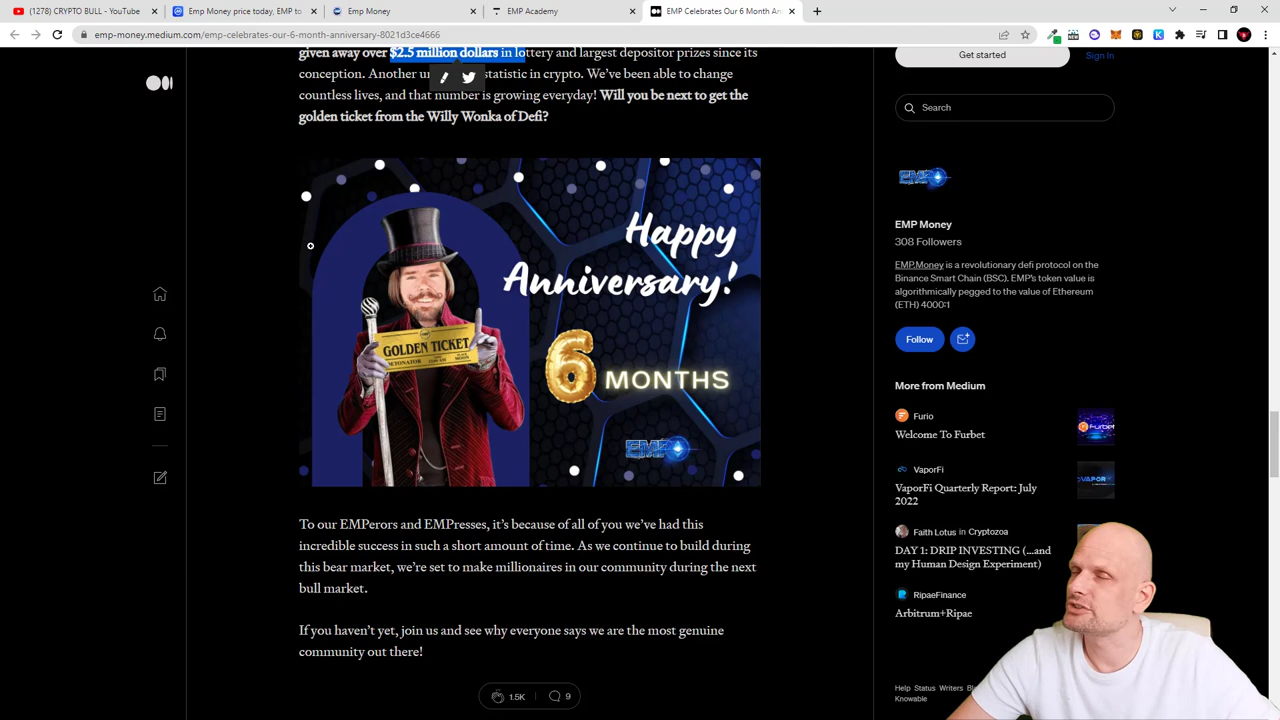 (1278) CRYPTO BULL - YouTube
Emp Money price today, EMP to
Emp Money
EMP Academy
EMP Celebrates Our 6 Month An
emp-money.medium.com/emp-celebrates-our-6-month-anniversary-8021d3ce4666
given away over $2.5 million dollars in lottery and largest depositor prizes since its
conception. Another statistic in crypto. We've been able to change
countless lives, and that number is growing everyday! Will you be next to get the
golden ticket from the Willy Wonka of Defi?
Happy
Anniversary!
GOLDEN TICKET
DETONATOR
6 MONTHS
EMP
To our EMPerors and EMPresses, it's because of all of you we've had this
incredible success in such a short amount of time. As we continue to build during
this bear market, we're set to make millionaires in our community during the next
bull market.
If you haven't yet, join us and see why everyone says we are the most genuine
community out there!
1.5K
9
Get started
Sign In
Search
EMP
EMP Money
308 Followers
EMP.Money is a revolutionary defi protocol on the
Binance Smart Chain (BSC). EMP's token value is
algorithmically pegged to the value of Ethereum
(ETH) 4000:1
Follow
More from Medium
Furio
Welcome To Furbet
Furbet
VaporFi
VaporFi Quarterly Report: July
2022
VAPOR
Faith Lotus in Cryptozoa
DAY 1: DRIP INVESTING (...and
my Human Design Experiment)
RipaeFinance
Arbitrum+Ripae
Help Status Writers
Knowable